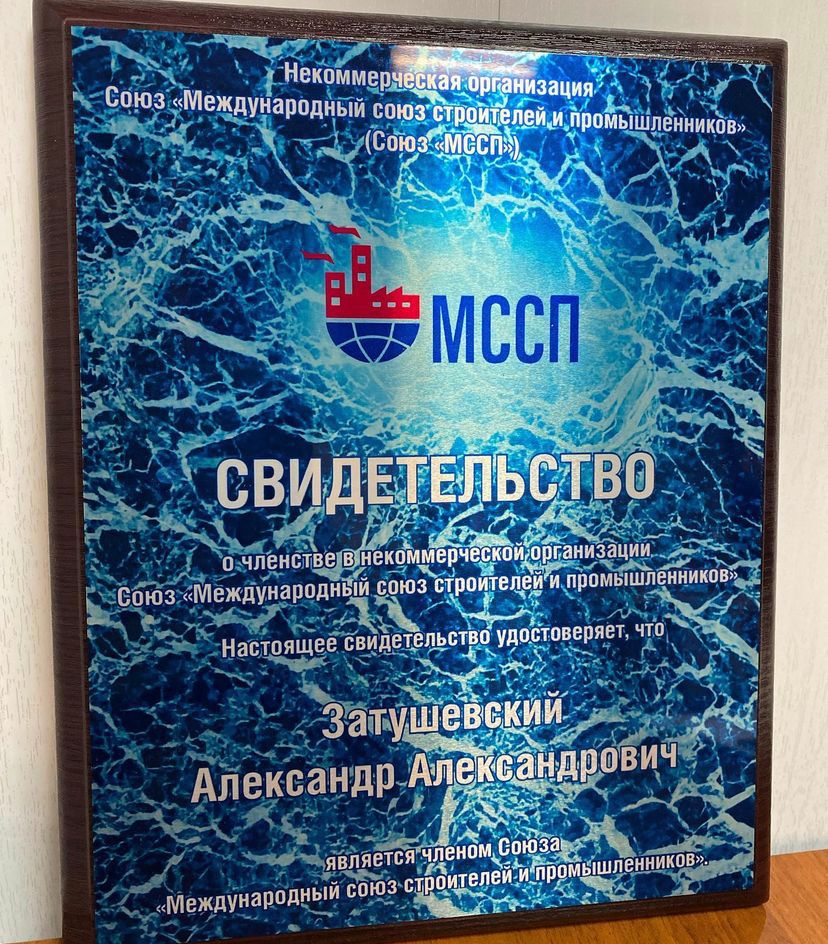 Некоммерческая организация
Союз «Международный союз строителей и промышленников»
(Союз «МССП»)
МССП
СВИДЕТЕЛЬСТВО
о членстве в некоммерческой организации
Союз «Международный союз строителей и промышленников»
Настоящее свидетельство удостоверяет, что
Затушевский
Александр Александрович
является членом Союза
«Международный союз строителей и промышленников».